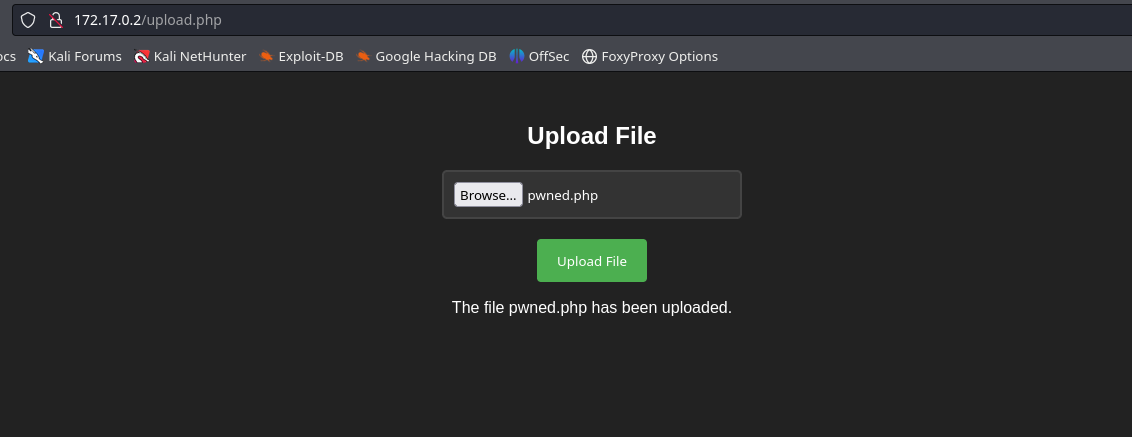 172.17.0.2/upload.php
ocs Kali Forums Kali NetHunter Exploit-DB Google Hacking DB OffSec FoxyProxy Options
Upload File
Browse... pwned.php
Upload File
The file pwned.php has been uploaded.